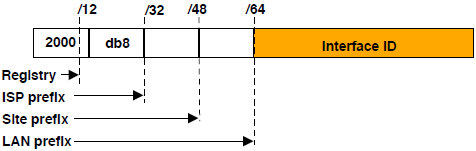 /12 /32 /48 /64
2000 db8 Interface ID
Registry
ISP prefix
Site prefix
LAN prefix